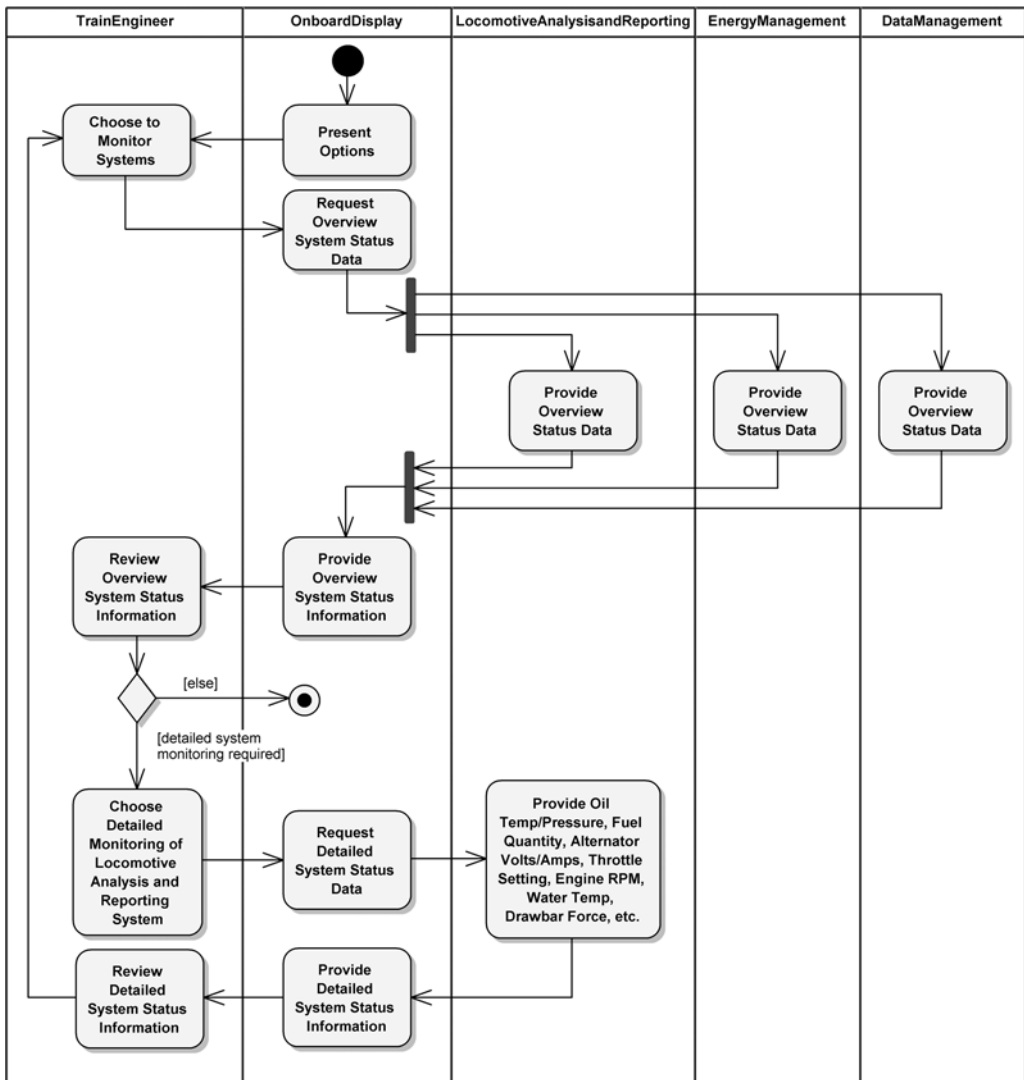 TrainEngineer
OnboardDisplay
LocomotiveAnalysisandReporting
EnergyManagement
DataManagement
Choose to
Monitor
Systems
Present
Options
Request
Overview
System Status
Data
Provide
Overview
Status Data
Provide
Overview
Status Data
Provide
Overview
Status Data
Review
Overview
System Status
Information
Provide
Overview
System Status
Information
[else]
[detailed system
monitoring required]
Choose
Detailed
Monitoring of
Locomotive
Analysis and
Reporting
System
Request
Detailed
System Status
Data
Provide Oil
Temp/Pressure, Fuel
Quantity, Alternator
Volts/Amps, Throttle
Setting, Engine RPM,
Water Temp,
Drawbar Force, etc.
Review
Detailed
System Status
Information
Provide
Detailed
System Status
Information